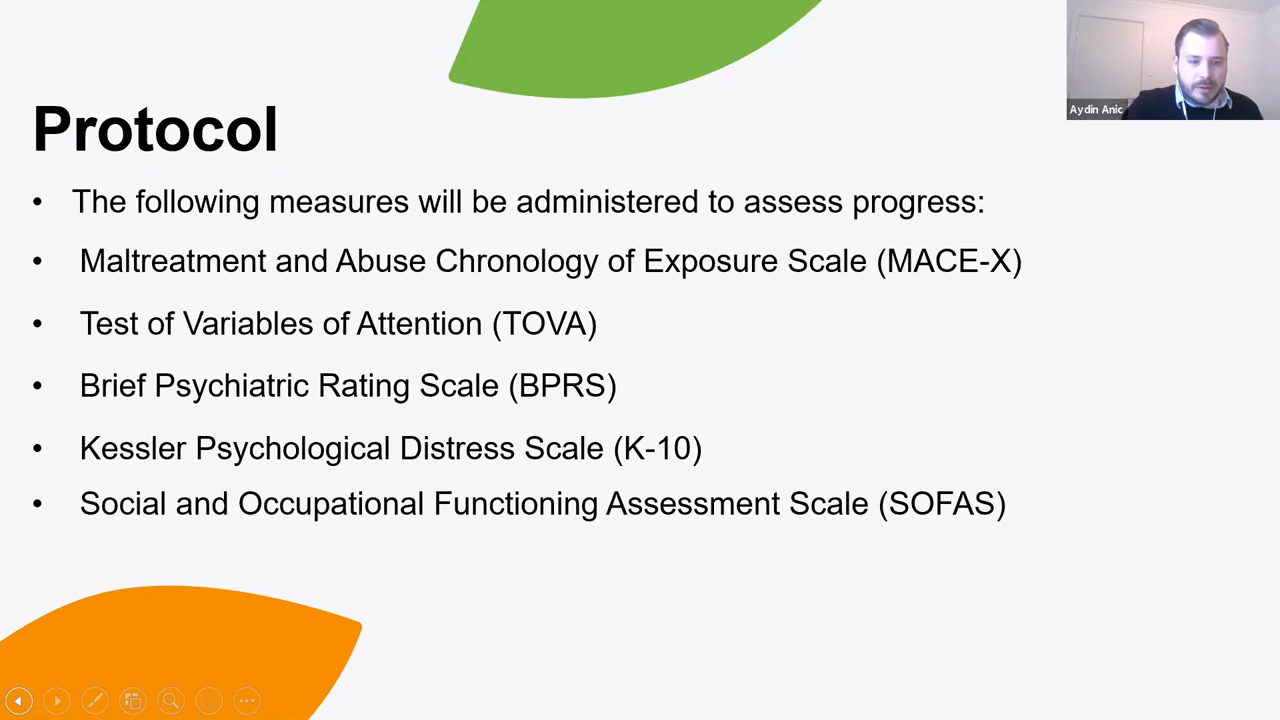 Aydin Anic
Protocol
• The following measures will be administered to assess progress:
• Maltreatment and Abuse Chronology of Exposure Scale (MACE-X)
• Test of Variables of Attention (TOVA)
• Brief Psychiatric Rating Scale (BPRS)
• Kessler Psychological Distress Scale (K-10)
• Social and Occupational Functioning Assessment Scale (SOFAS)